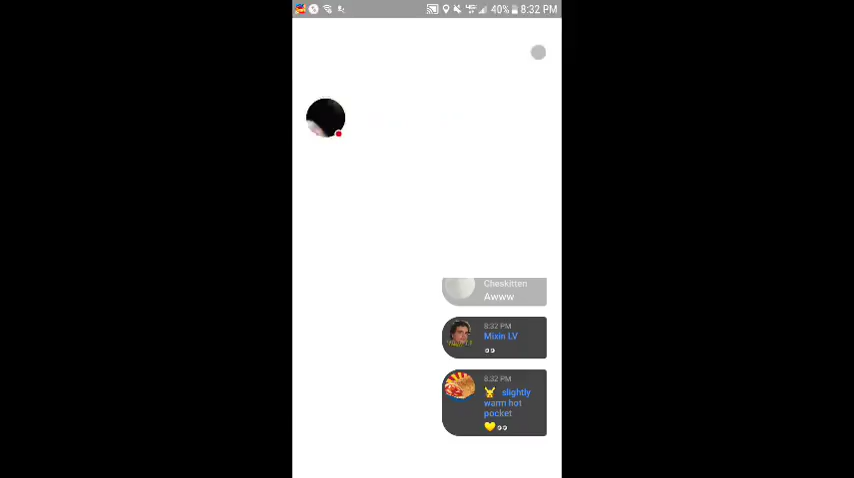 40% 8:32 PM
Cheskitten
Awww
8:32 PM
Mixin LV
8:32 PM
slightly
warm hot
pocket